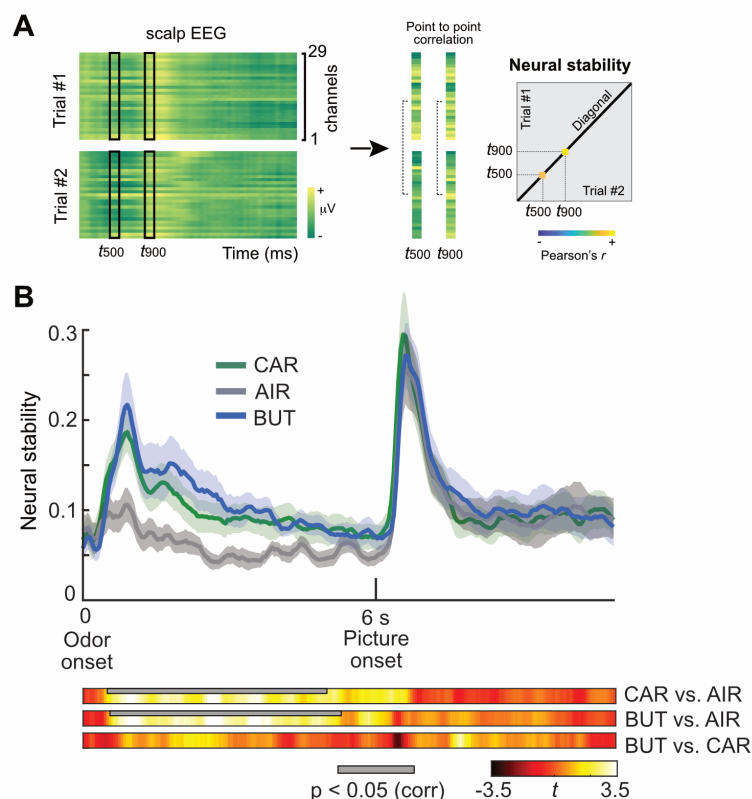 A
scalp EEG
Trial #1
29
channels
1
Trial #2
+
μV
-
t500 t900 Time (ms)
Point to point
correlation
t500 t900
Neural stability
Trial #1
Diagonal
t900
t500
Trial #2
t500 t900
- +
Pearson's r
B
Neural stability
0.3
0.2
0.1
0
CAR
AIR
BUT
0
Odor
onset
6 s
Picture
onset
CAR vs. AIR
BUT vs. AIR
BUT vs. CAR
p < 0.05 (corr)
-3.5 t 3.5